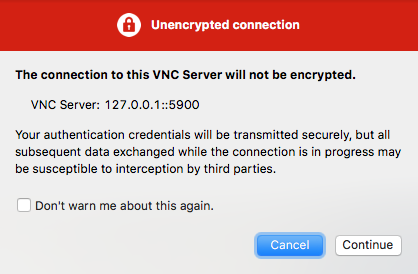 Unencrypted connection
The connection to this VNC Server will not be encrypted.
VNC Server: 127.0.0.1::5900
Your authentication credentials will be transmitted securely, but all
subsequent data exchanged while the connection is in progress may
be susceptible to interception by third parties.
Don't warn me about this again.
Cancel Continue